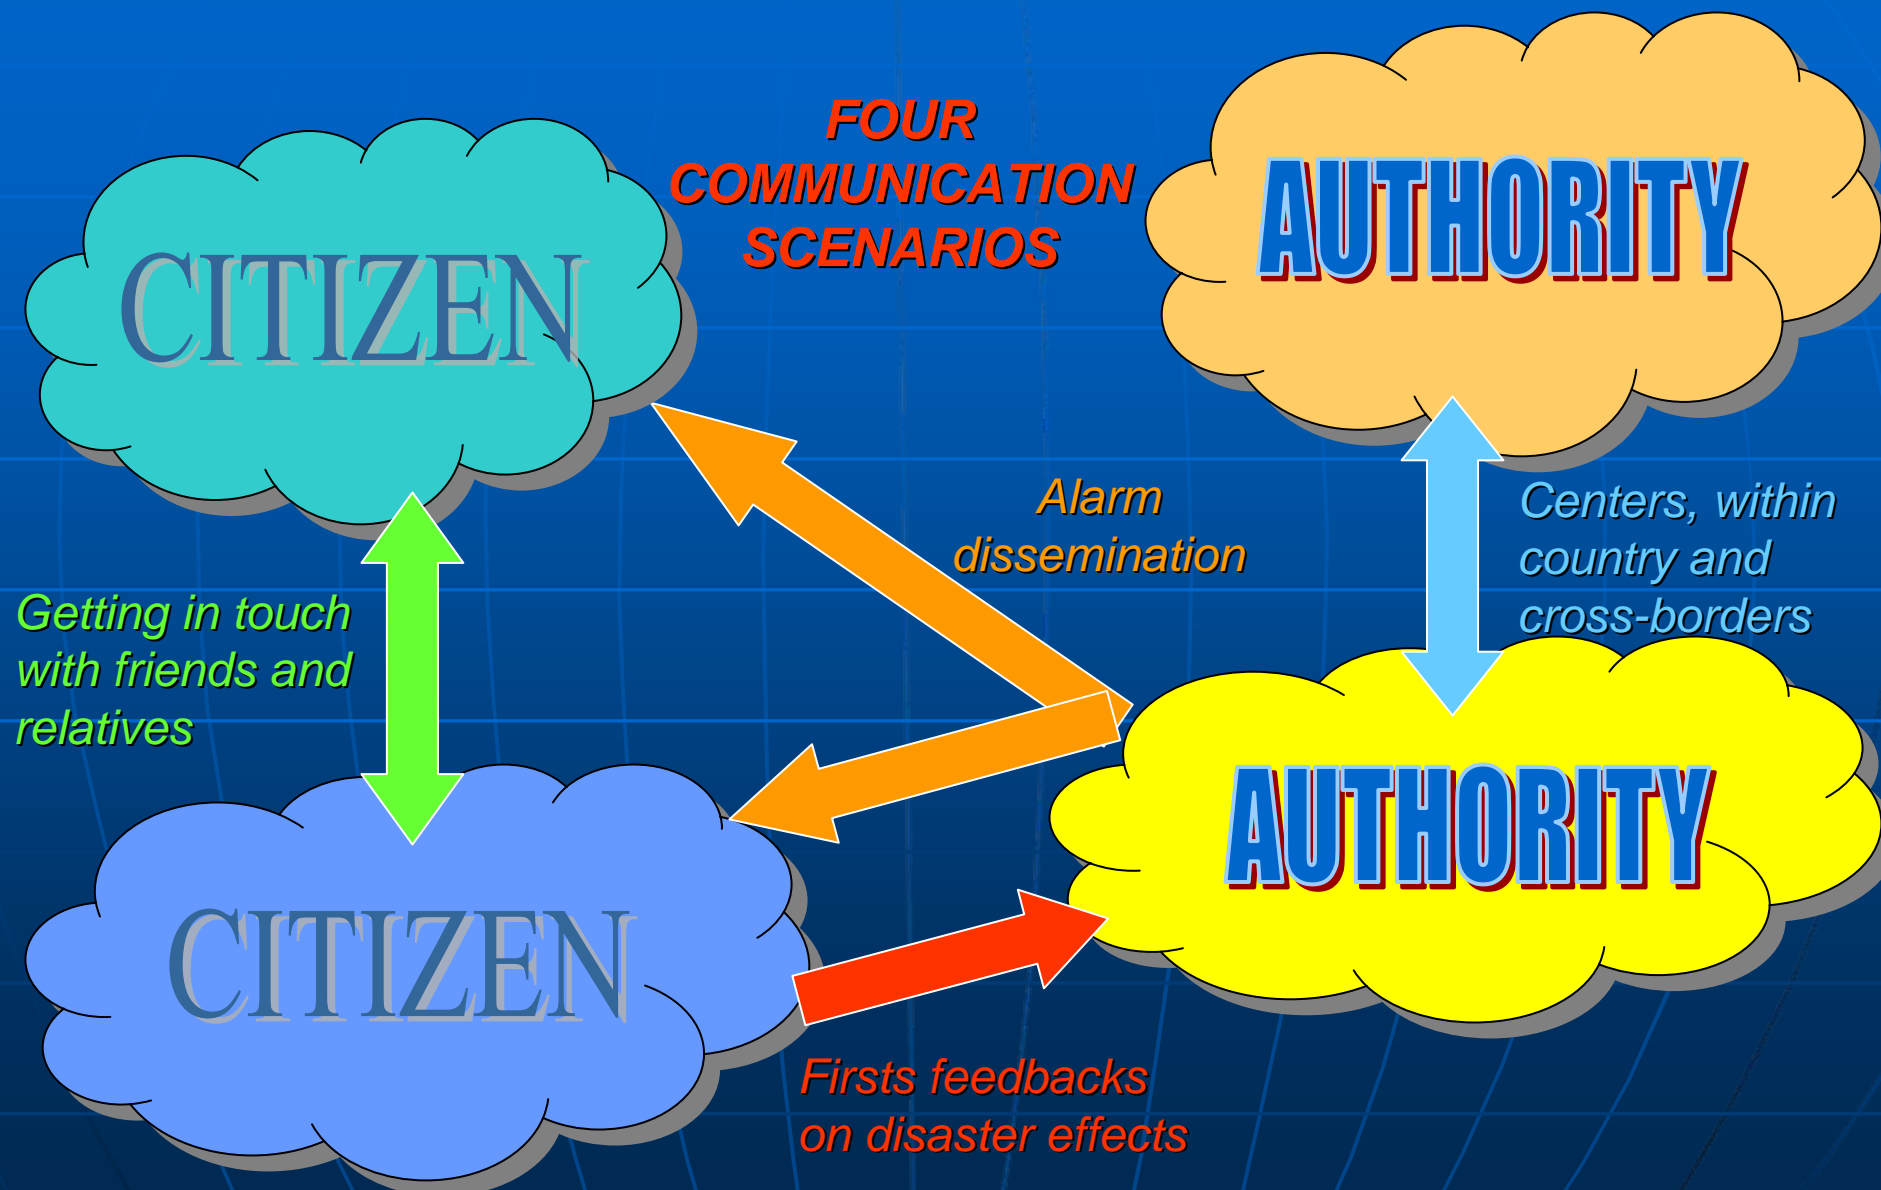 FOUR
COMMUNICATION
SCENARIOS
CITIZEN
AUTHORITY
Alarm
dissemination
Centers, within
country and
cross-borders
Getting in touch
with friends and
relatives
CITIZEN
AUTHORITY
Firsts feedbacks
on disaster effects